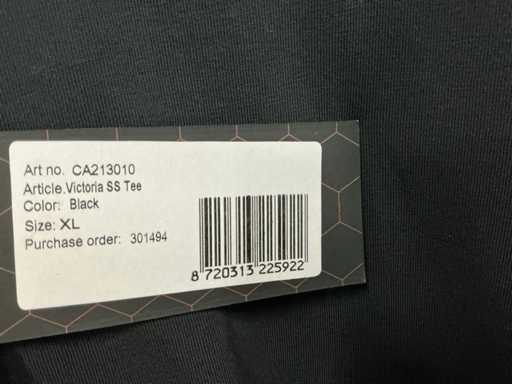 Art no. CA213010
Article.Victoria SS Tee
Color: Black
Size: XL
Purchase order: 301494
8 720313 225922